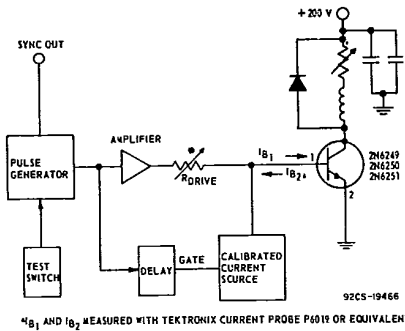 +200 V
SYNC OUT
AMPLIFIER
PULSE
GENERATOR
RDRIVE
IB1
IB2*
1
2N6249
2N6250
2N6251
2
TEST
SWITCH
DELAY
GATE
CALIBRATED
CURRENT
SOURCE
92CS-19466
*IB1 AND IB2 MEASURED WITH TEKTRONIX CURRENT PROBE P6019 OR EQUIVALEN